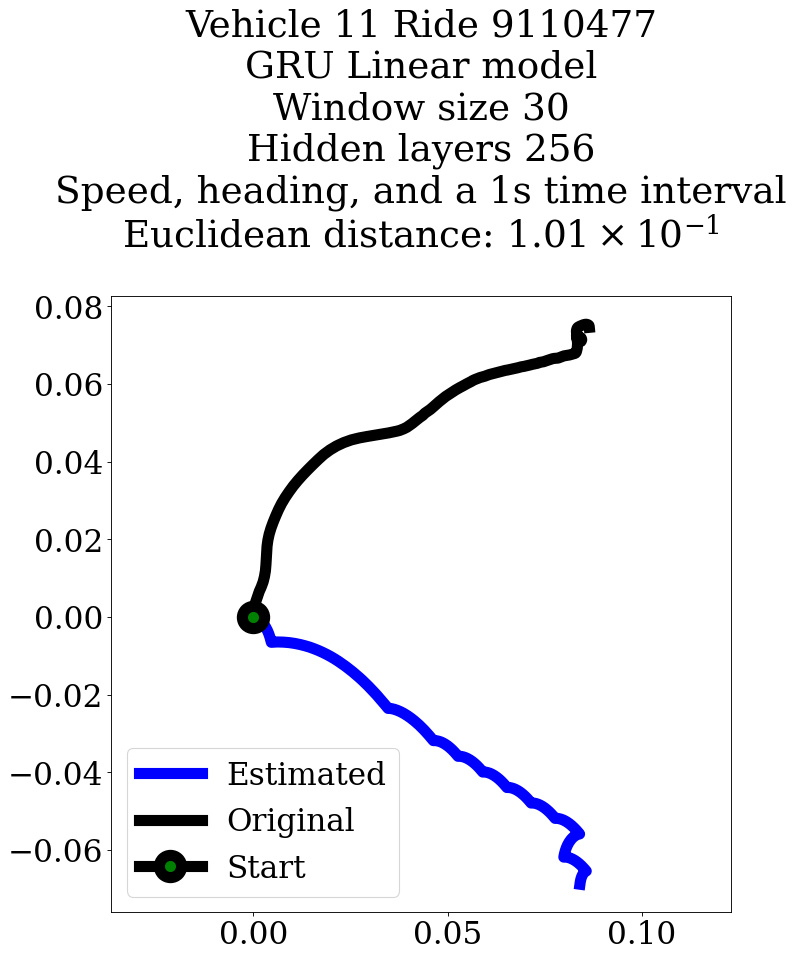 Vehicle 11 Ride 9110477
GRU Linear model
Window size 30
Hidden layers 256
Speed, heading, and a 1s time interval
Euclidean distance: 1.01 × 10⁻¹
0.08
0.06
0.04
0.02
0.00
−0.02
−0.04
−0.06
Estimated
Original
Start
0.00 0.05 0.10